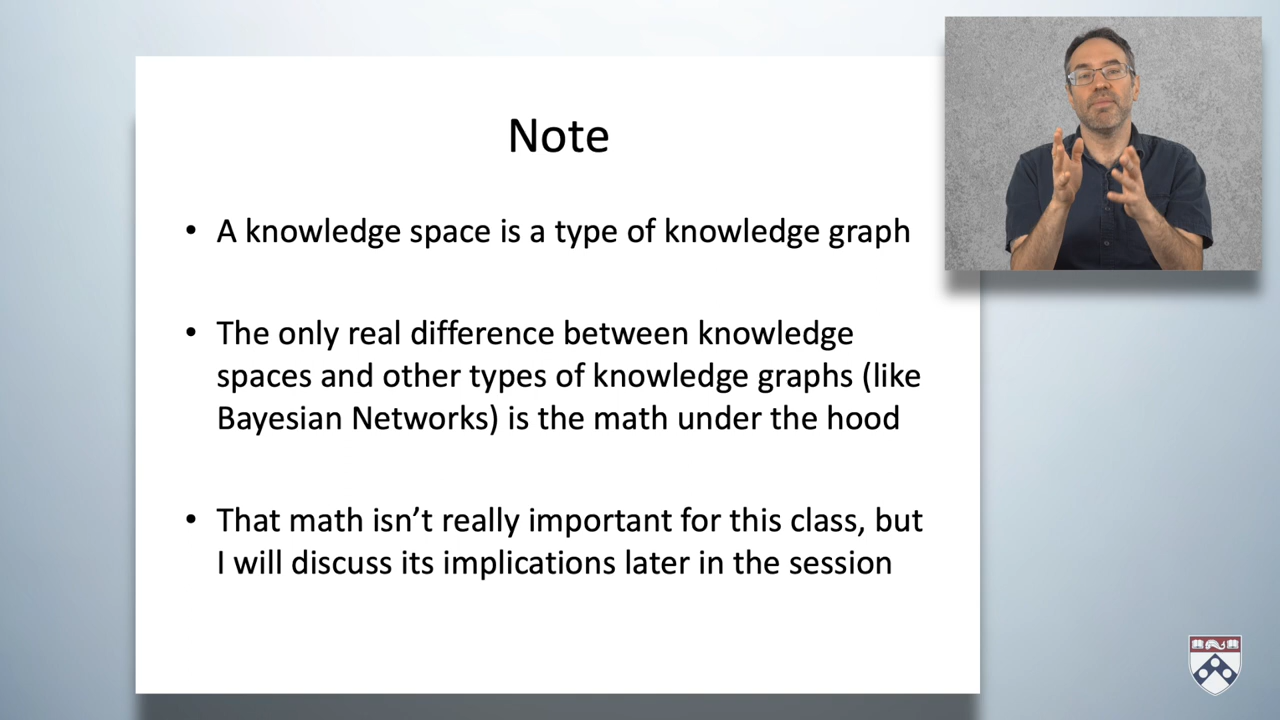 Note
• A knowledge space is a type of knowledge graph
• The only real difference between knowledge
spaces and other types of knowledge graphs (like
Bayesian Networks) is the math under the hood
• That math isn’t really important for this class, but
I will discuss its implications later in the session